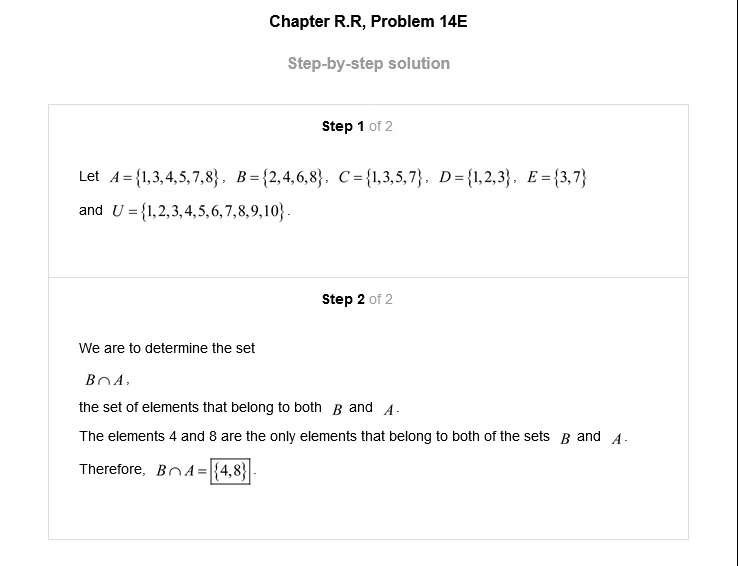 Chapter R.R, Problem 14E
Step-by-step solution
Step 1 of 2
Let A = {1,3,4,5,7,8}, B = {2,4,6,8}, C = {1,3,5,7}, D = {1,2,3}, E = {3,7}
and U = {1,2,3,4,5,6,7,8,9,10}.
Step 2 of 2
We are to determine the set
B∩A,
the set of elements that belong to both B and A.
The elements 4 and 8 are the only elements that belong to both of the sets B and A.
Therefore, B∩A = {4,8}.